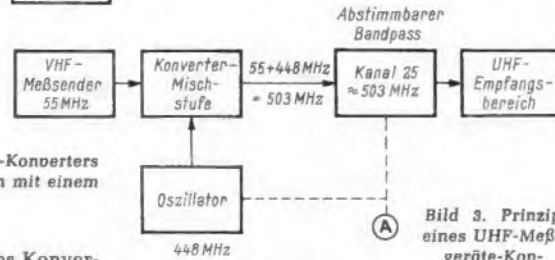 Abstimmbarer
Bandpass
VHF-
Meßsender
55 MHz
Konverter-
Misch-
stufe
55+448 MHz
= 503 MHz
Kanal 25
≈ 503 MHz
UHF-
Empfangs-
bereich
-Konverters
n mit einem
Oszillator
448 MHz
A
Bild 3. Prinzip
eines UHF-Meß-
geräte-Kon-
es Konver-